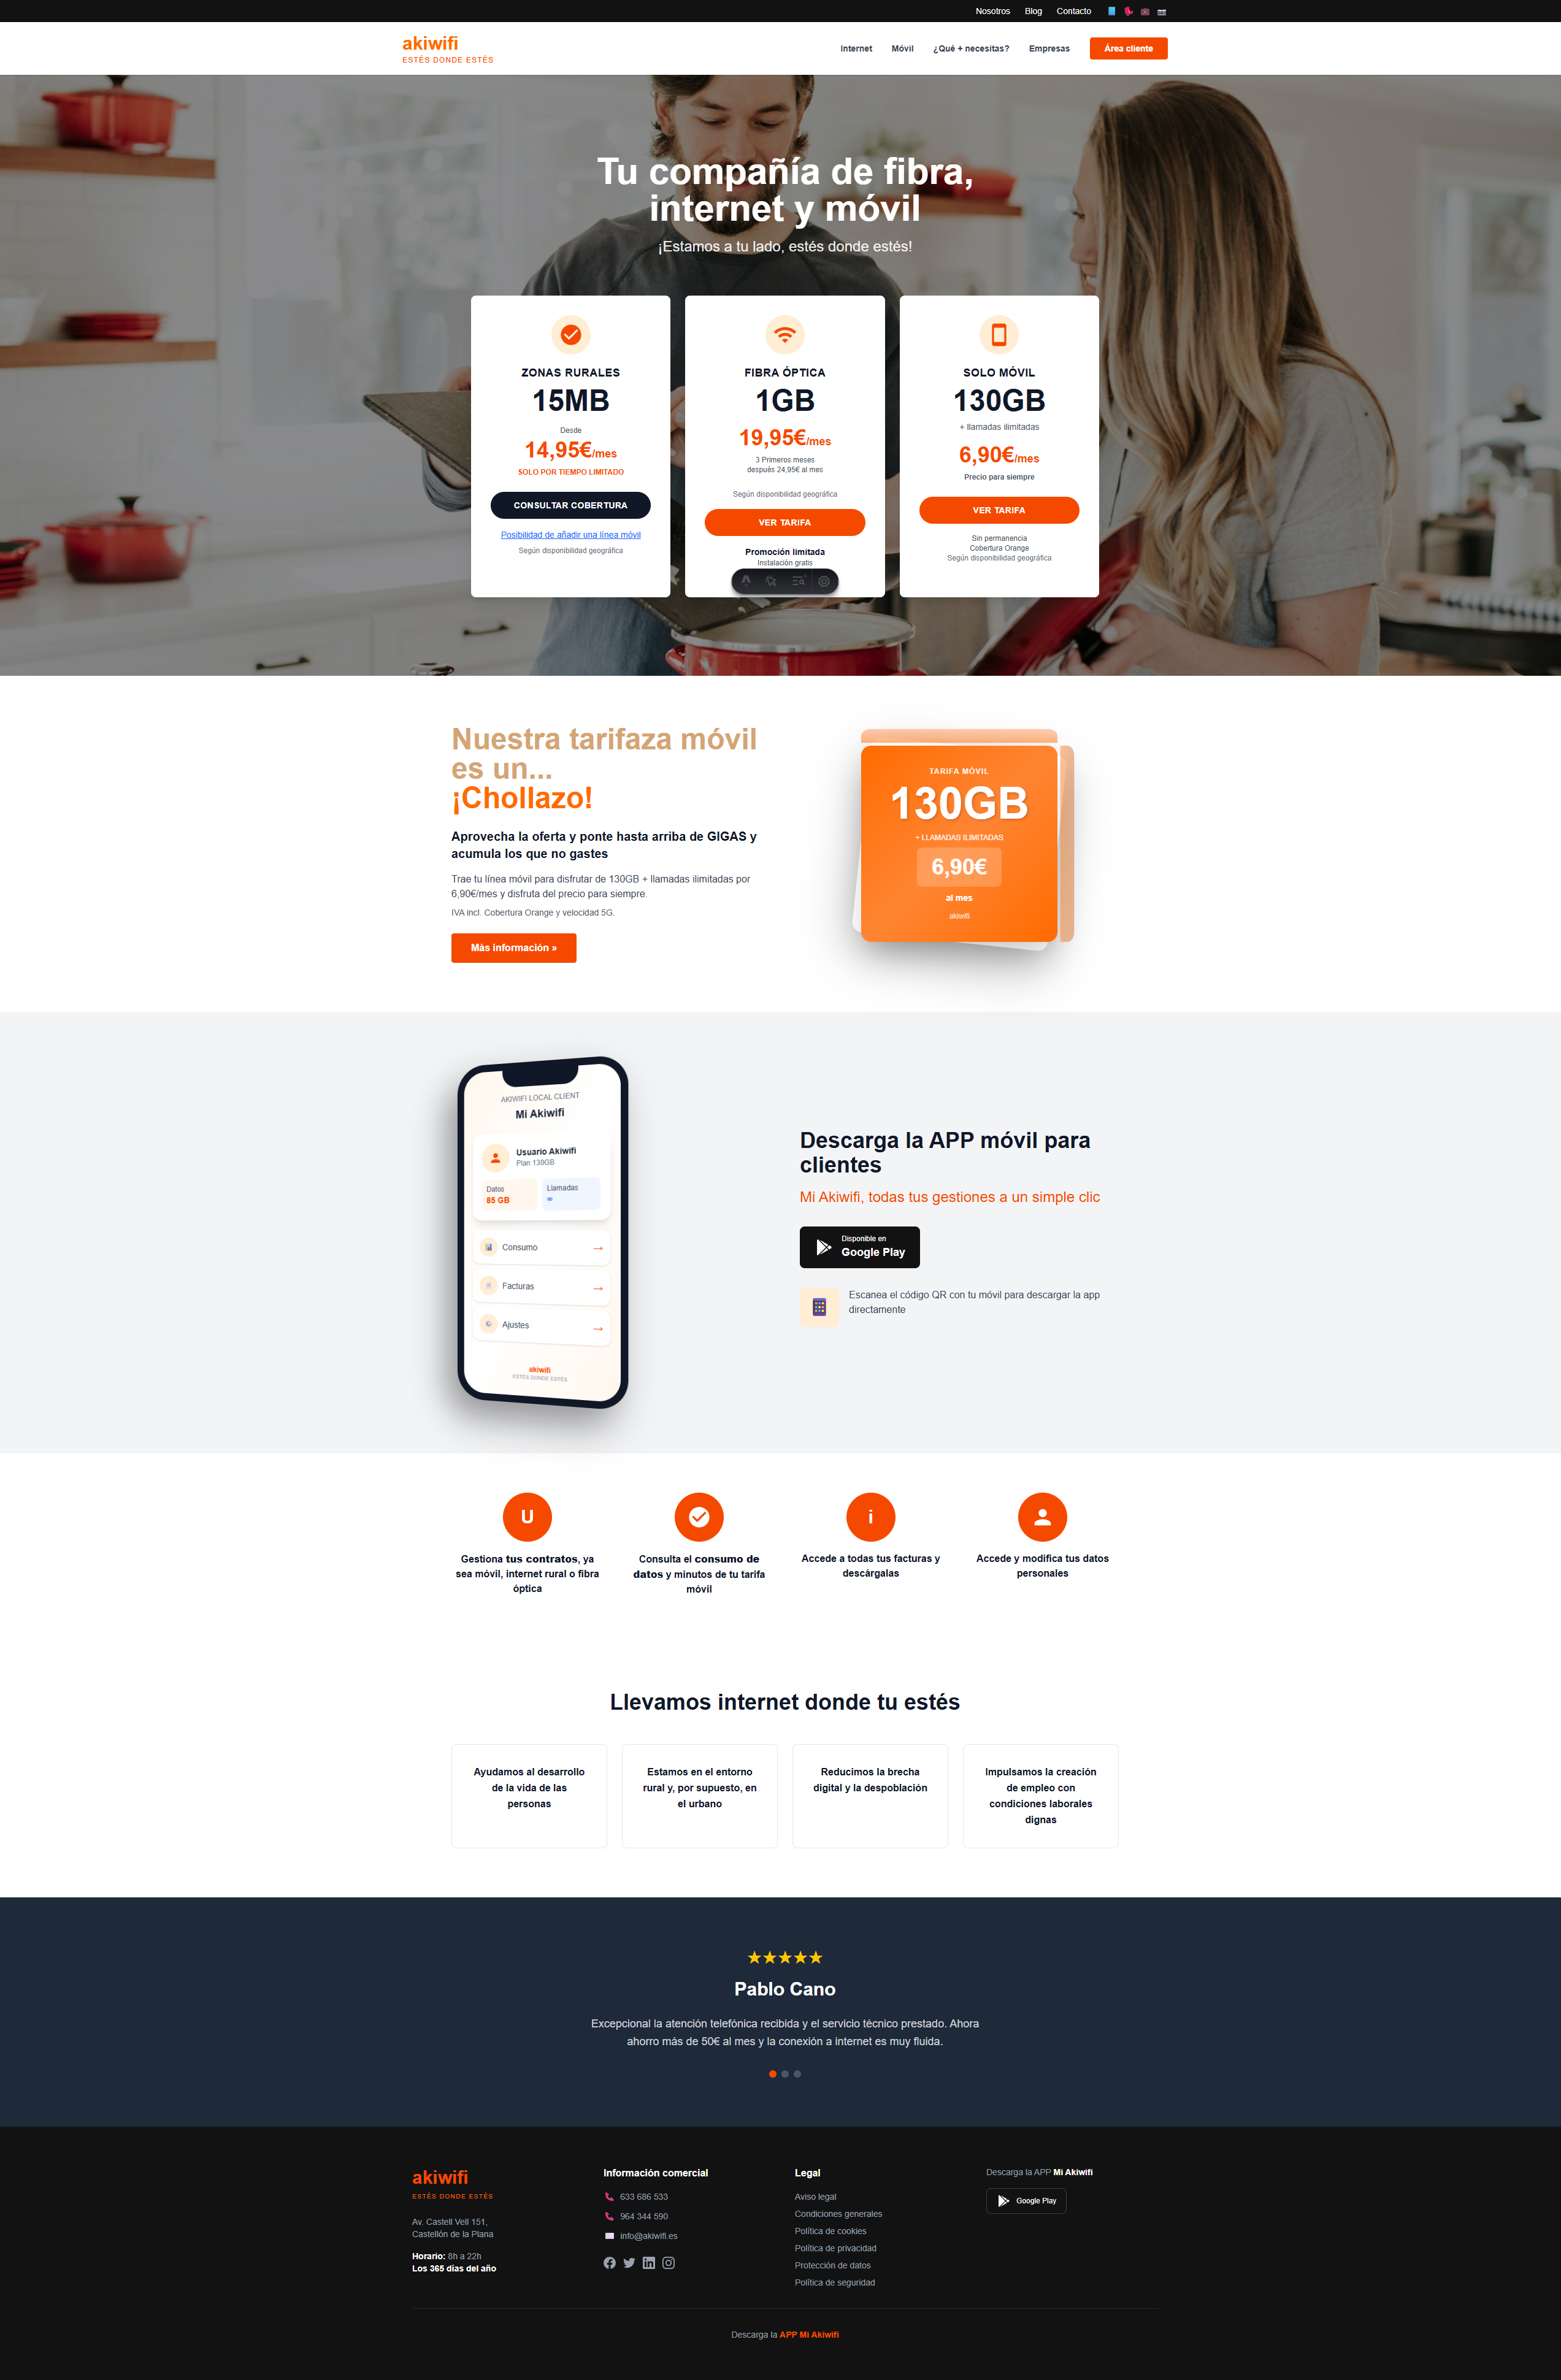 Nosotros Blog Contacto
akiwifi
ESTÉS DONDE ESTÉS
Internet Móvil ¿Qué + necesitas? Empresas Área cliente
Tu compañía de fibra,
internet y móvil
¡Estamos a tu lado, estés donde estés!
ZONAS RURALES
15MB
Desde
14,95€/mes
SOLO POR TIEMPO LIMITADO
CONSULTAR COBERTURA
Posibilidad de añadir una línea móvil
Según disponibilidad geográfica
FIBRA ÓPTICA
1GB
19,95€/mes
3 Primeros meses
después 24,95€ al mes
Según disponibilidad geográfica
VER TARIFA
Promoción limitada
Instalación gratis
SOLO MÓVIL
130GB
+ llamadas ilimitadas
6,90€/mes
Precio para siempre
VER TARIFA
Sin permanencia
Cobertura Orange
Según disponibilidad geográfica
Nuestra tarifaza móvil
es un...
¡Chollazo!
Aprovecha la oferta y ponte hasta arriba de GIGAS y
acumula los que no gastes
Trae tu línea móvil para disfrutar de 130GB + llamadas ilimitadas por
6,90€/mes y disfruta del precio para siempre.
IVA incl. Cobertura Orange y velocidad 5G.
Más información »
TARIFA MÓVIL
130GB
+ LLAMADAS ILIMITADAS
6,90€
al mes
akiwifi
AKIWIFI LOCAL CLIENT
Mi Akiwifi
Usuario Akiwifi
Plan 130GB
Datos
85 GB
Llamadas
∞
Consumo →
Facturas →
Ajustes →
akiwifi
ESTÉS DONDE ESTÉS
Descarga la APP móvil para
clientes
Mi Akiwifi, todas tus gestiones a un simple clic
Disponible en
Google Play
Escanea el código QR con tu móvil para descargar la app
directamente
U
Gestiona tus contratos, ya
sea móvil, internet rural o fibra
óptica
Consulta el consumo de
datos y minutos de tu tarifa
móvil
i
Accede a todas tus facturas y
descárgalas
Accede y modifica tus datos
personales
Llevamos internet donde tu estés
Ayudamos al desarrollo
de la vida de las
personas
Estamos en el entorno
rural y, por supuesto, en
el urbano
Reducimos la brecha
digital y la despoblación
Impulsamos la creación
de empleo con
condiciones laborales
dignas
★★★★★
Pablo Cano
Excepcional la atención telefónica recibida y el servicio técnico prestado. Ahora
ahorro más de 50€ al mes y la conexión a internet es muy fluida.
akiwifi
ESTÉS DONDE ESTÉS
Av. Castell Vell 151,
Castellón de la Plana
Horario: 8h a 22h
Los 365 días del año
Información comercial
633 686 533
964 344 590
info@akiwifi.es
Legal
Aviso legal
Condiciones generales
Política de cookies
Política de privacidad
Protección de datos
Política de seguridad
Descarga la APP Mi Akiwifi
Google Play
Descarga la APP Mi Akiwifi